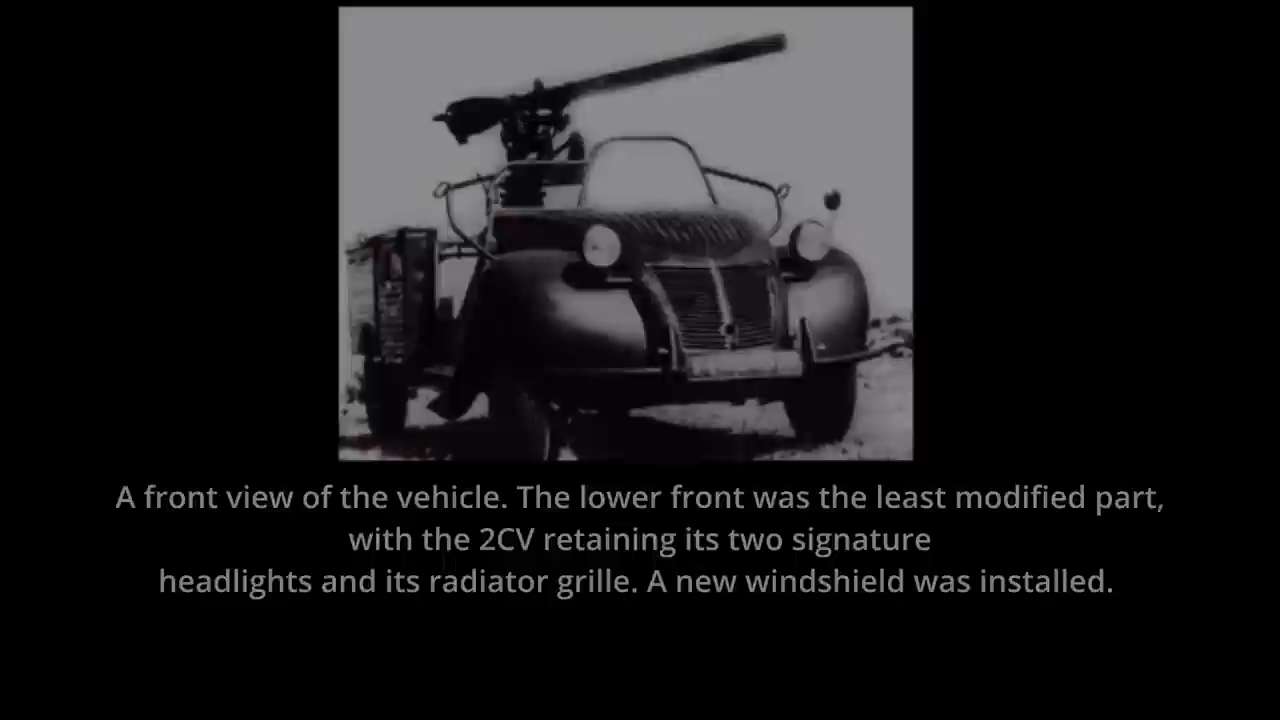 A front view of the vehicle. The lower front was the least modified part,
with the 2CV retaining its two signature
headlights and its radiator grille. A new windshield was installed.